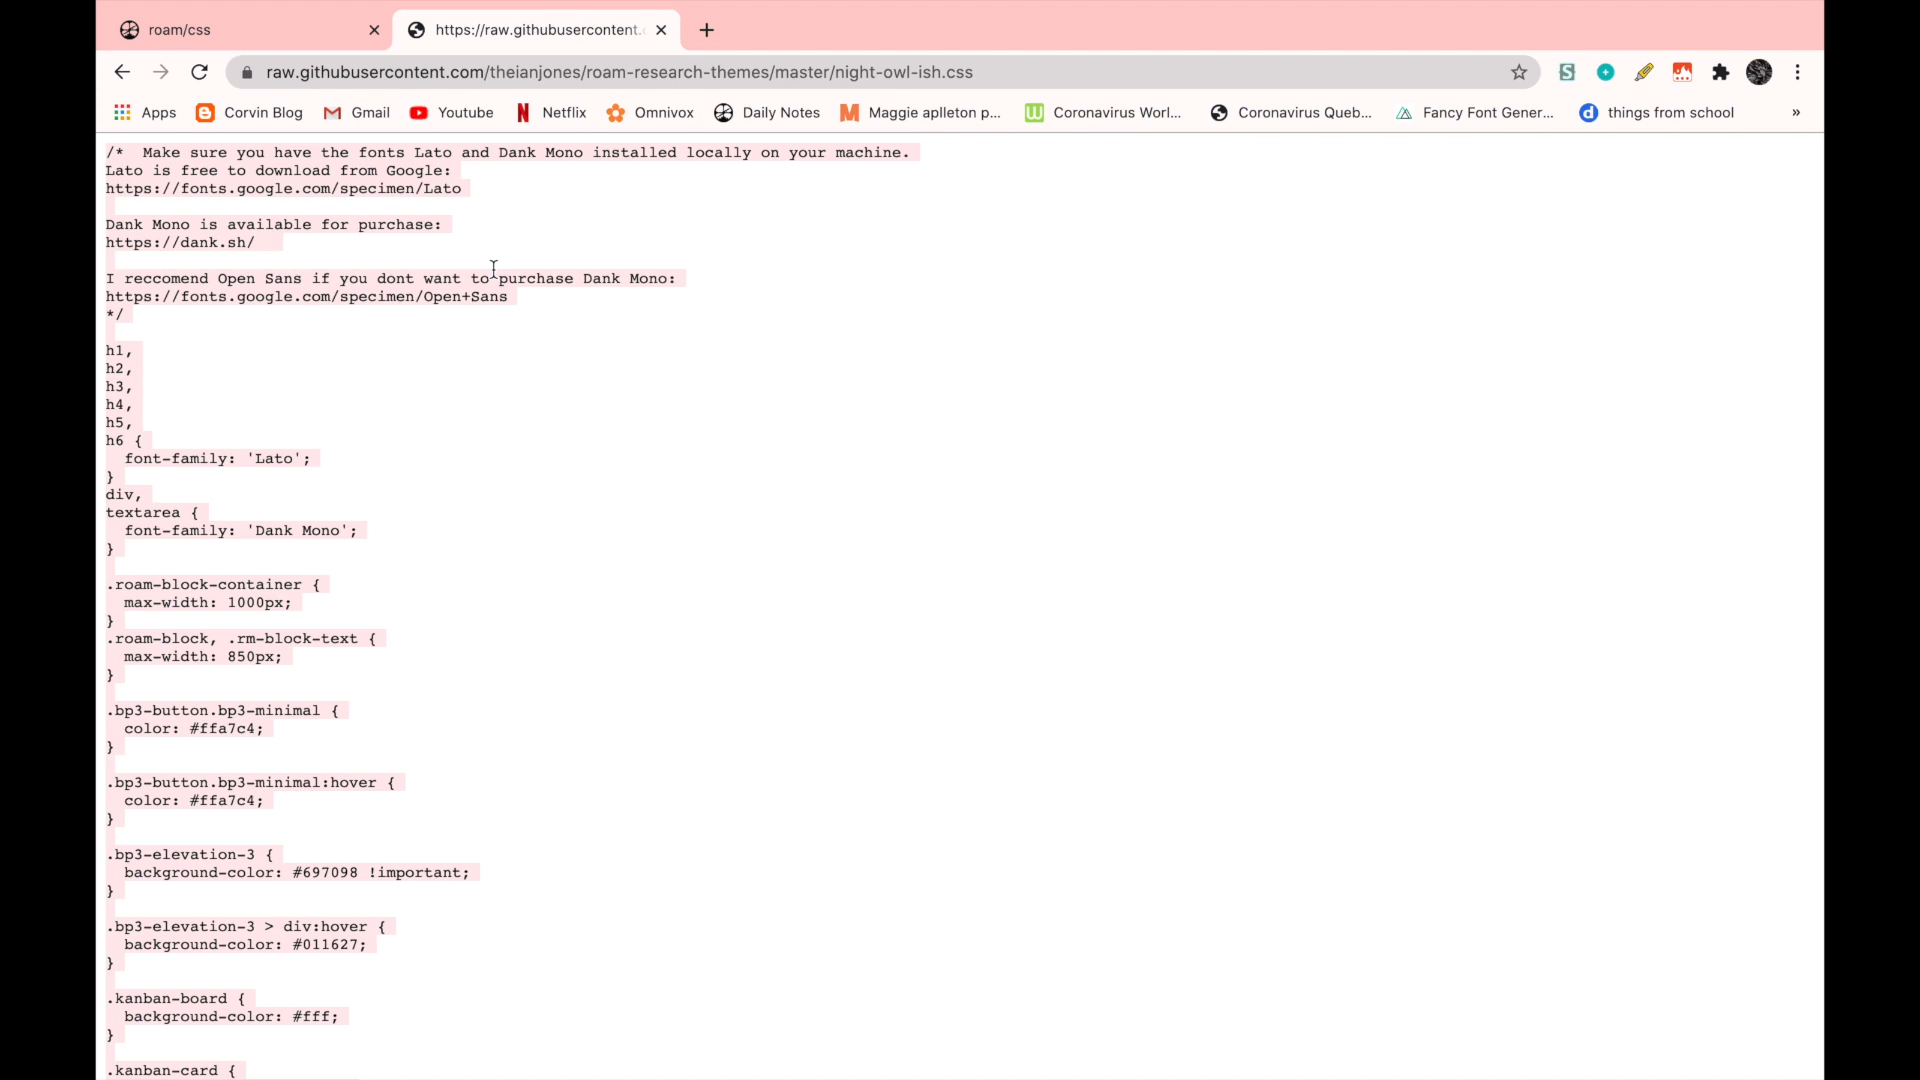 roam/css
https://raw.githubusercontent.c
raw.githubusercontent.com/theianjones/roam-research-themes/master/night-owl-ish.css
Apps Corvin Blog Gmail Youtube Netflix Omnivox Daily Notes Maggie aplleton p... Coronavirus Worl... Coronavirus Queb... Fancy Font Gener... things from school »
/*  Make sure you have the fonts Lato and Dank Mono installed locally on your machine.
Lato is free to download from Google:
https://fonts.google.com/specimen/Lato
Dank Mono is available for purchase:
https://dank.sh/
I reccomend Open Sans if you dont want to purchase Dank Mono:
https://fonts.google.com/specimen/Open+Sans
*/
h1,
h2,
h3,
h4,
h5,
h6 {
  font-family: 'Lato';
}
div,
textarea {
  font-family: 'Dank Mono';
}
.roam-block-container {
  max-width: 1000px;
}
.roam-block, .rm-block-text {
  max-width: 850px;
}
.bp3-button.bp3-minimal {
  color: #ffa7c4;
}
.bp3-button.bp3-minimal:hover {
  color: #ffa7c4;
}
.bp3-elevation-3 {
  background-color: #697098 !important;
}
.bp3-elevation-3 > div:hover {
  background-color: #011627;
}
.kanban-board {
  background-color: #fff;
}
.kanban-card {